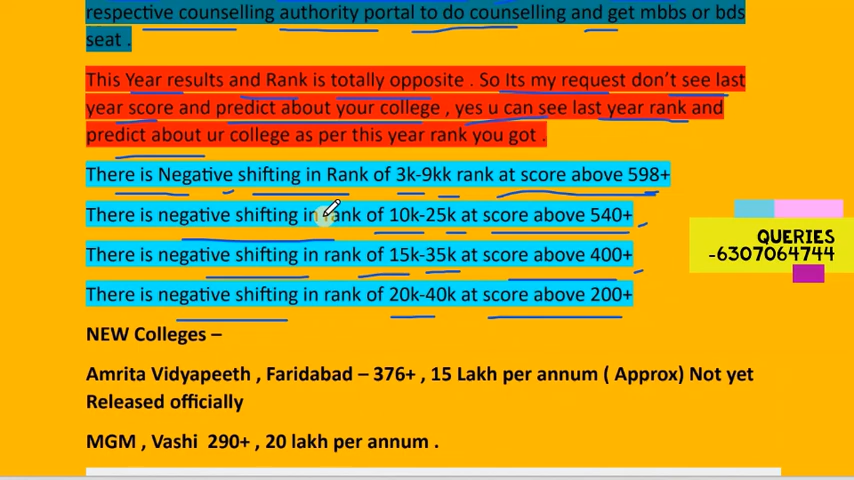 respective counselling authority portal to do counselling and get mbbs or bds
seat .
This Year results and Rank is totally opposite . So Its my request don't see last
year score and predict about your college , yes u can see last year rank and
predict about ur college as per this year rank you got .
There is Negative shifting in Rank of 3k-9kk rank at score above 598+
There is negative shifting in rank of 10k-25k at score above 540+
There is negative shifting in rank of 15k-35k at score above 400+
There is negative shifting in rank of 20k-40k at score above 200+
QUERIES
-6307064744
NEW Colleges –
Amrita Vidyapeeth , Faridabad – 376+ , 15 Lakh per annum ( Approx) Not yet
Released officially
MGM , Vashi 290+ , 20 lakh per annum .